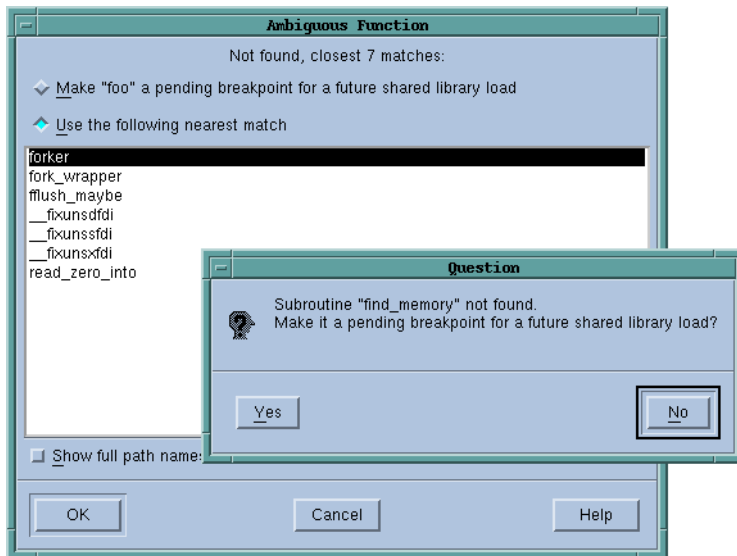 Ambiguous Function
Not found, closest 7 matches:
Make "foo" a pending breakpoint for a future shared library load
Use the following nearest match
forker
fork_wrapper
fflush_maybe
__fixunsdfdi
__fixunssfdi
__fixunsxfdi
read_zero_into
Show full path name
OK
Cancel
Help
Question
Subroutine "find_memory" not found.
Make it a pending breakpoint for a future shared library load?
Yes
No